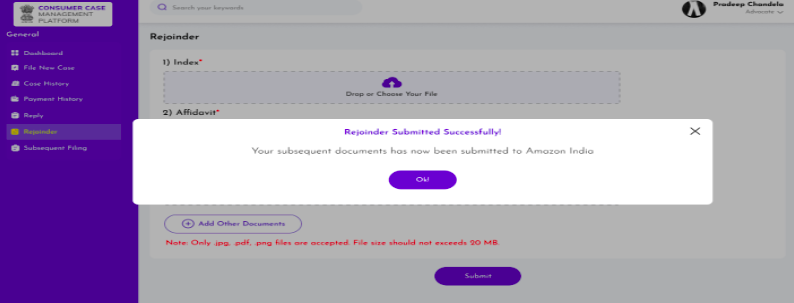 CONSUMER CASE
MANAGEMENT
PLATFORM
Search your keywords
Pradeep Chandela
Advocate
General
Dashboard
File New Case
Case History
Payment History
Reply
Rejoinder
Subsequent Filing
Rejoinder
1) Index*
Drop or Choose Your File
2) Affidavit*
Rejoinder Submitted Successfully!
Your subsequent documents has now been submitted to Amazon India
Ok!
Add Other Documents
Note: Only .jpg, .pdf, .png files are accepted. File size should not exceeds 20 MB.
Submit